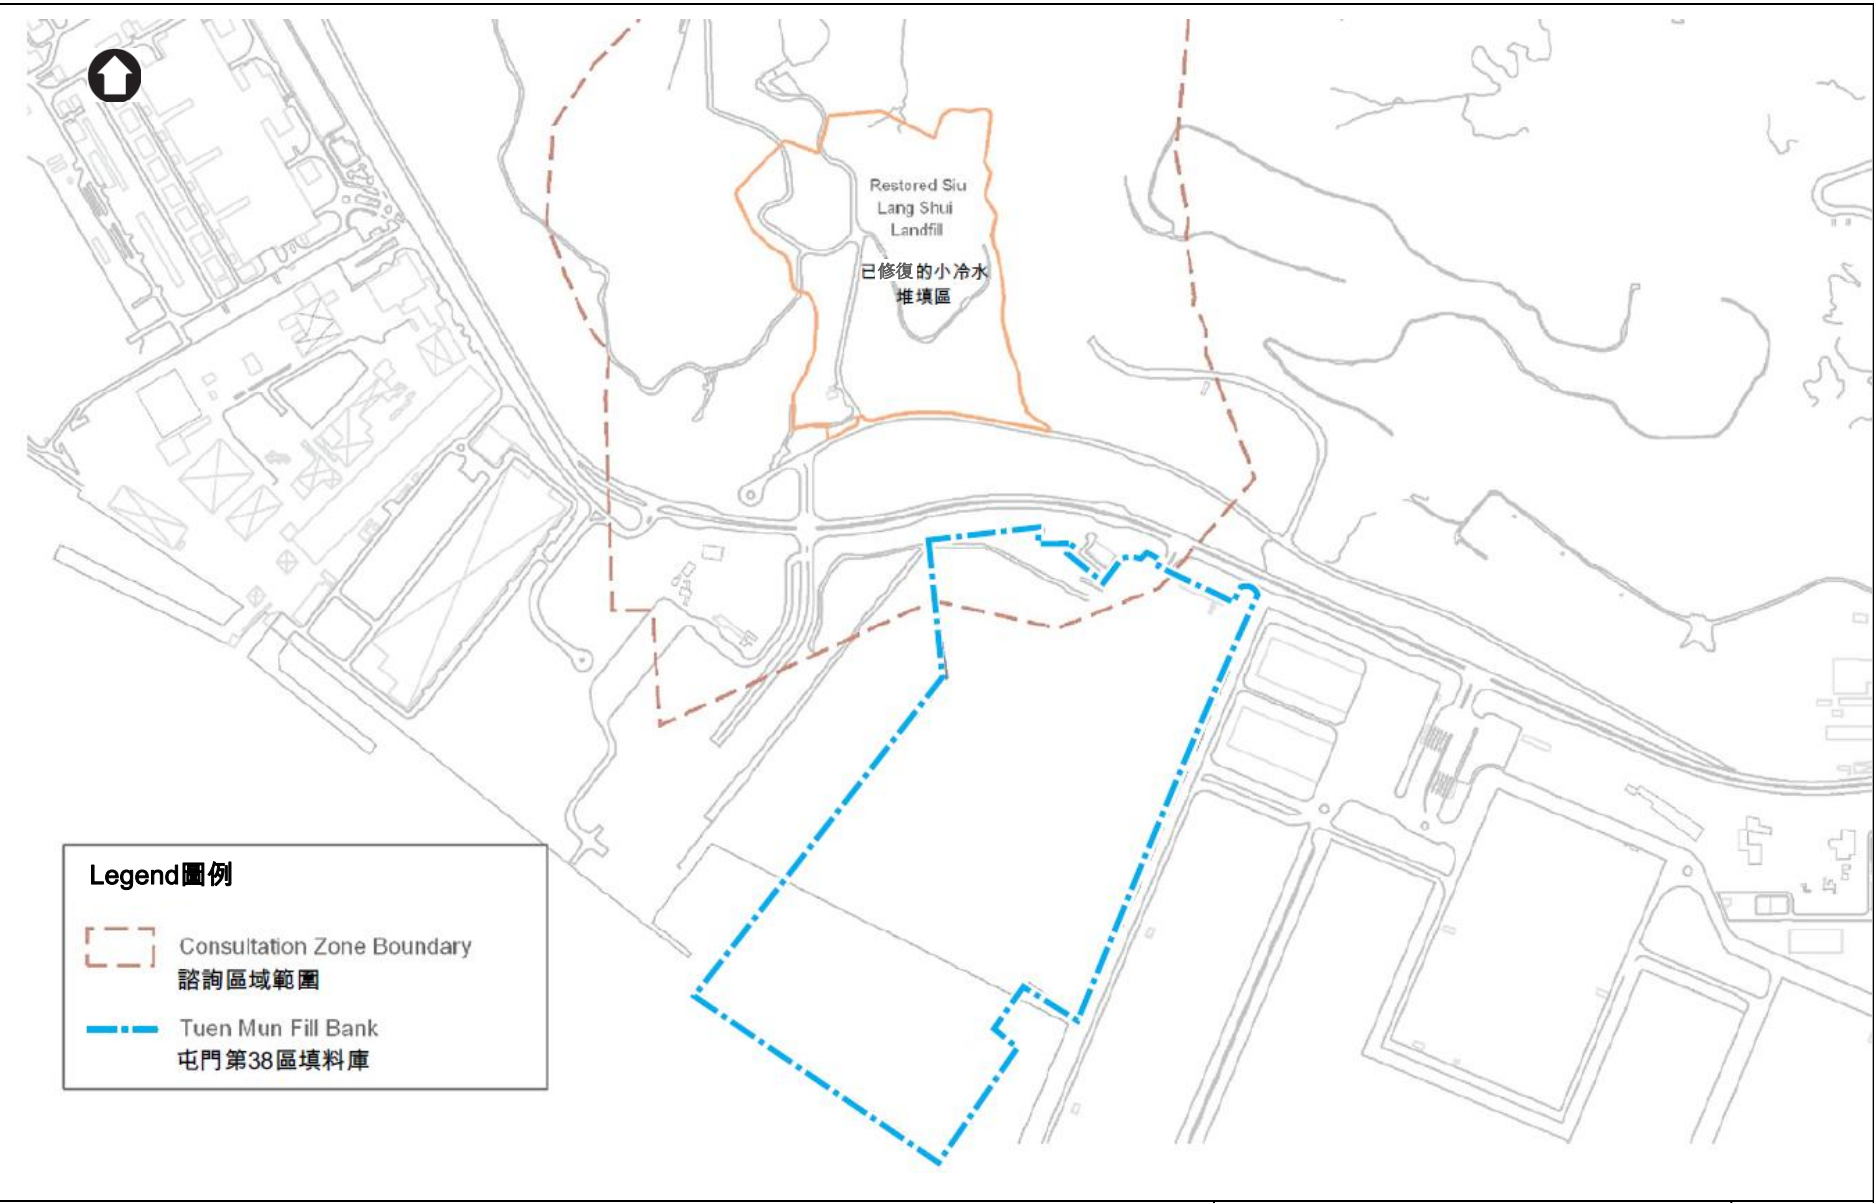 Restored Siu
Lang Shui
Landfill
已修復的小冷水
堆填區
Legend圖例
Consultation Zone Boundary
諮詢區域範圍
Tuen Mun Fill Bank
屯門第38區填料庫